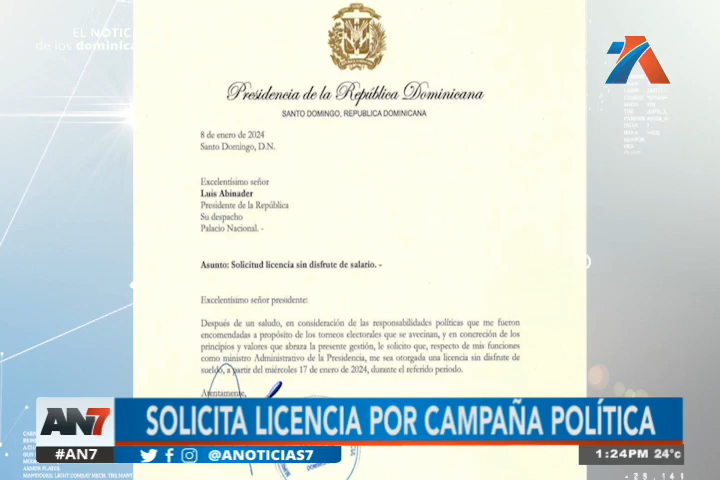 EL NOTICI
de los dominica
Presidencia de la República Dominicana
SANTO DOMINGO, REPUBLICA DOMINICANA
8 de enero de 2024
Santo Domingo, D.N.
Excelentísimo señor
Luis Abinader
Presidente de la República
Su despacho
Palacio Nacional. -
Asunto: Solicitud licencia sin disfrute de salario. -
Excelentísimo señor presidente:
Después de un saludo, en consideración de las responsabilidades políticas que me fueron
encomendadas a propósito de los torneos electorales que se avecinan, y en concreción de los
principios y valores que abraza la presente gestión, le solicito que, respecto de mis funciones
como ministro Administrativo de la Presidencia, me sea otorgada una licencia sin disfrute de
sueldo, a partir del miércoles 17 de enero de 2024, durante el referido periodo.
Atentamente,
AN7
SOLICITA LICENCIA POR CAMPAÑA POLÍTICA
#AN7
@ANOTICIAS7
1:24PM 24°c